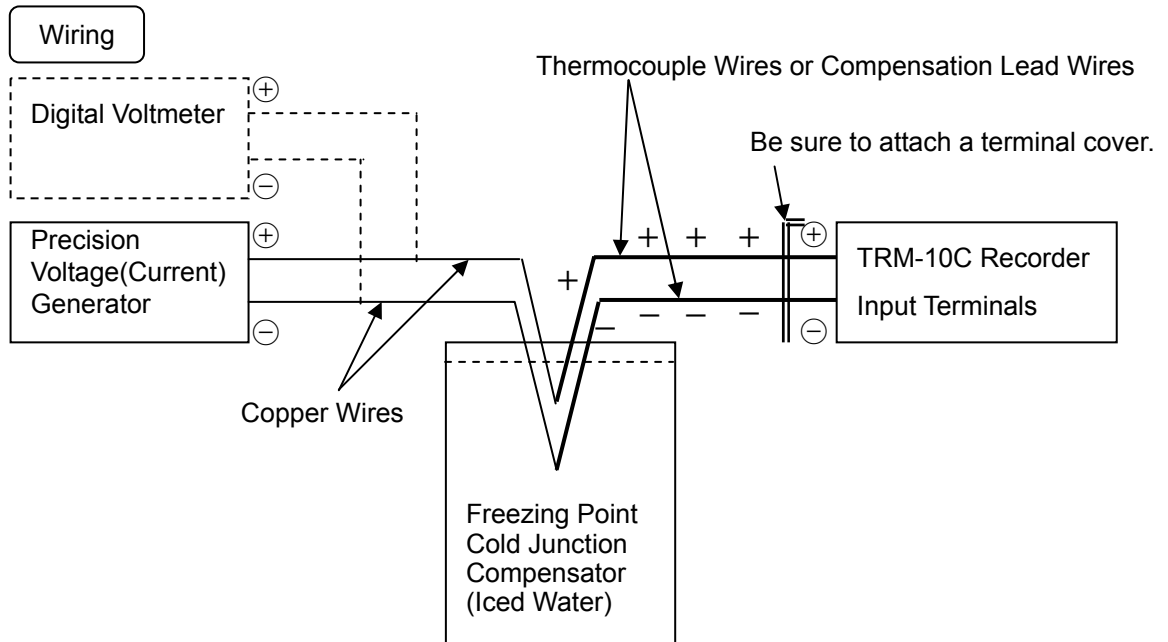 Wiring
Thermocouple Wires or Compensation Lead Wires
Digital Voltmeter
⊕
Be sure to attach a terminal cover.
⊖
Precision
Voltage(Current)
Generator
⊕
⊖
+ + + +
− − − −
⊕
⊖
TRM-10C Recorder
Input Terminals
Copper Wires
Freezing Point
Cold Junction
Compensator
(Iced Water)